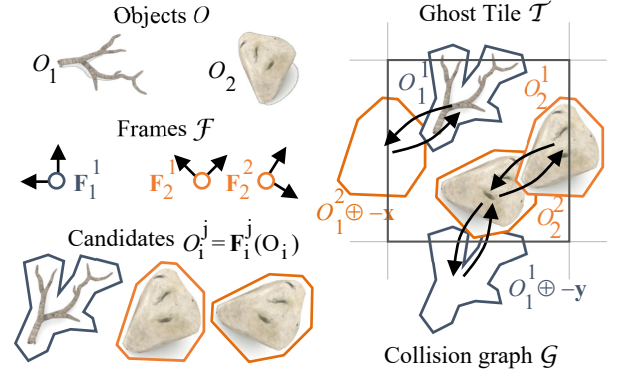 Objects O
O₁
O₂
Frames ℱ
F₁¹
F₂¹
F₂²
Candidates Oᵢʲ=Fᵢʲ(Oᵢ)
Ghost Tile 𝒯
O₁¹
O₂¹
O₁²⊕−x
O₂²
O₁¹⊕−y
Collision graph 𝒢